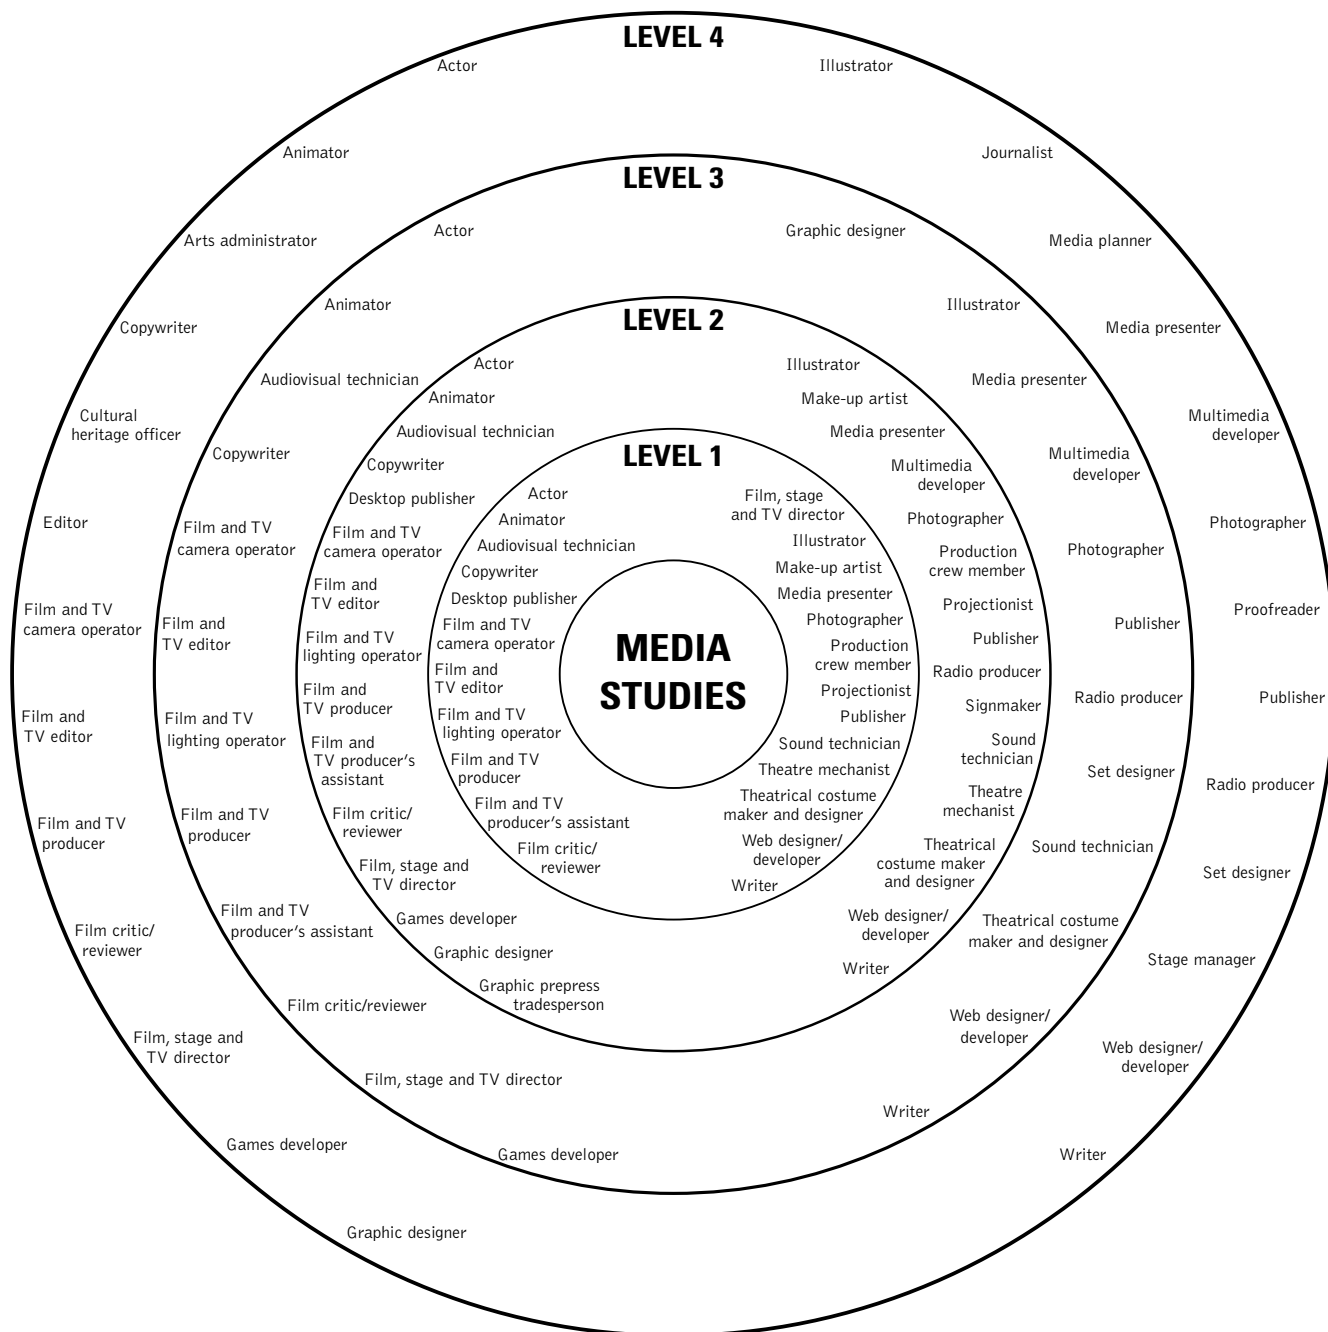 LEVEL 4
Actor
Animator
Arts administrator
Copywriter
Cultural
heritage officer
Editor
Film and TV
camera operator
Film and
TV editor
Film and TV
producer
Film critic/
reviewer
Film, stage and
TV director
Games developer
Graphic designer
Illustrator
Journalist
Media planner
Media presenter
Multimedia
developer
Photographer
Proofreader
Publisher
Radio producer
Set designer
Stage manager
Web designer/
developer
Writer
LEVEL 3
Actor
Animator
Audiovisual technician
Copywriter
Film and TV
camera operator
Film and
TV editor
Film and TV
lighting operator
Film and TV
producer
Film and TV
producer's assistant
Film critic/reviewer
Film, stage and TV director
Games developer
Graphic designer
Illustrator
Media presenter
Multimedia
developer
Photographer
Publisher
Radio producer
Set designer
Sound technician
Theatrical costume
maker and designer
Web designer/
developer
Writer
LEVEL 2
Actor
Animator
Audiovisual technician
Copywriter
Desktop publisher
Film and TV
camera operator
Film and
TV editor
Film and TV
lighting operator
Film and
TV producer
Film and
TV producer's
assistant
Film critic/
reviewer
Film, stage and
TV director
Games developer
Graphic designer
Graphic prepress
tradesperson
Illustrator
Make-up artist
Media presenter
Multimedia
developer
Photographer
Production
crew member
Projectionist
Publisher
Radio producer
Signmaker
Sound
technician
Theatre
mechanist
Theatrical
costume maker
and designer
Web designer/
developer
Writer
LEVEL 1
Actor
Animator
Audiovisual technician
Copywriter
Desktop publisher
Film and TV
camera operator
Film and
TV editor
Film and TV
lighting operator
Film and TV
producer
Film and TV
producer's assistant
Film critic/
reviewer
Film, stage
and TV director
Illustrator
Make-up artist
Media presenter
Photographer
Production
crew member
Projectionist
Publisher
Sound technician
Theatre mechanist
Theatrical costume
maker and designer
Web designer/
developer
Writer
MEDIA
STUDIES